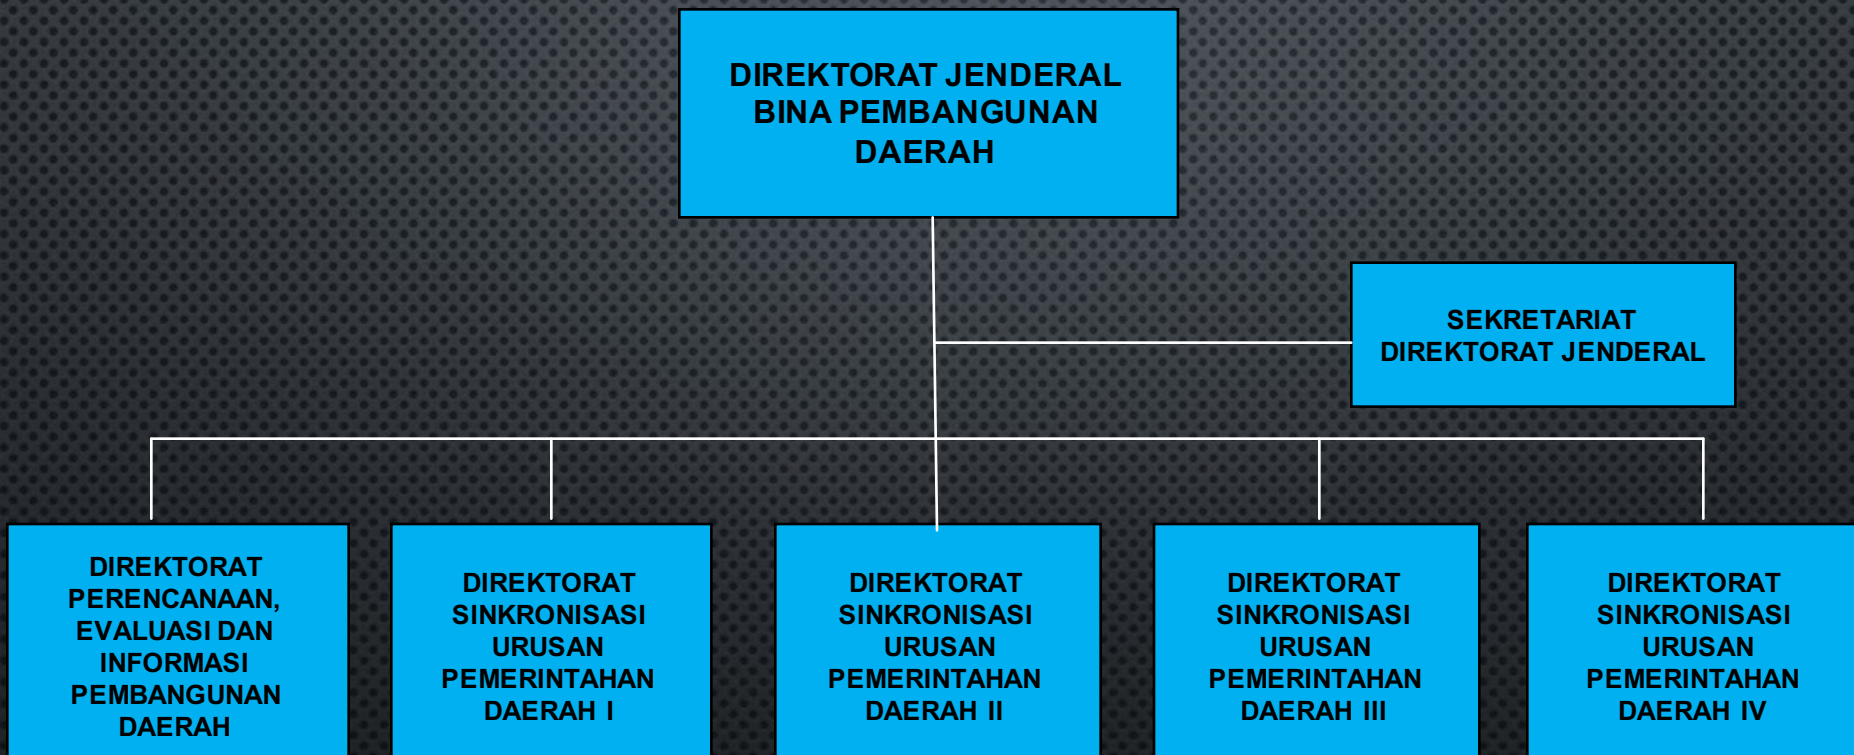 DIREKTORAT JENDERAL
BINA PEMBANGUNAN
DAERAH
SEKRETARIAT
DIREKTORAT JENDERAL
DIREKTORAT
PERENCANAAN,
EVALUASI DAN
INFORMASI
PEMBANGUNAN
DAERAH
DIREKTORAT
SINKRONISASI
URUSAN
PEMERINTAHAN
DAERAH I
DIREKTORAT
SINKRONISASI
URUSAN
PEMERINTAHAN
DAERAH II
DIREKTORAT
SINKRONISASI
URUSAN
PEMERINTAHAN
DAERAH III
DIREKTORAT
SINKRONISASI
URUSAN
PEMERINTAHAN
DAERAH IV